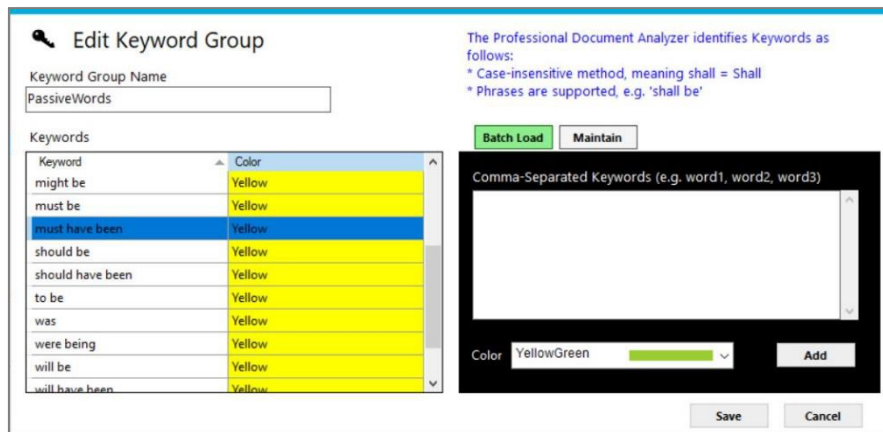 Edit Keyword Group
Keyword Group Name
PassiveWords
Keywords
Keyword Color
might be Yellow
must be Yellow
must have been Yellow
should be Yellow
should have been Yellow
to be Yellow
was Yellow
were being Yellow
will be Yellow
will have been Yellow
The Professional Document Analyzer identifies Keywords as
follows:
* Case-insensitive method, meaning shall = Shall
* Phrases are supported, e.g. 'shall be'
Batch Load Maintain
Comma-Separated Keywords (e.g. word1, word2, word3)
Color YellowGreen Add
Save Cancel